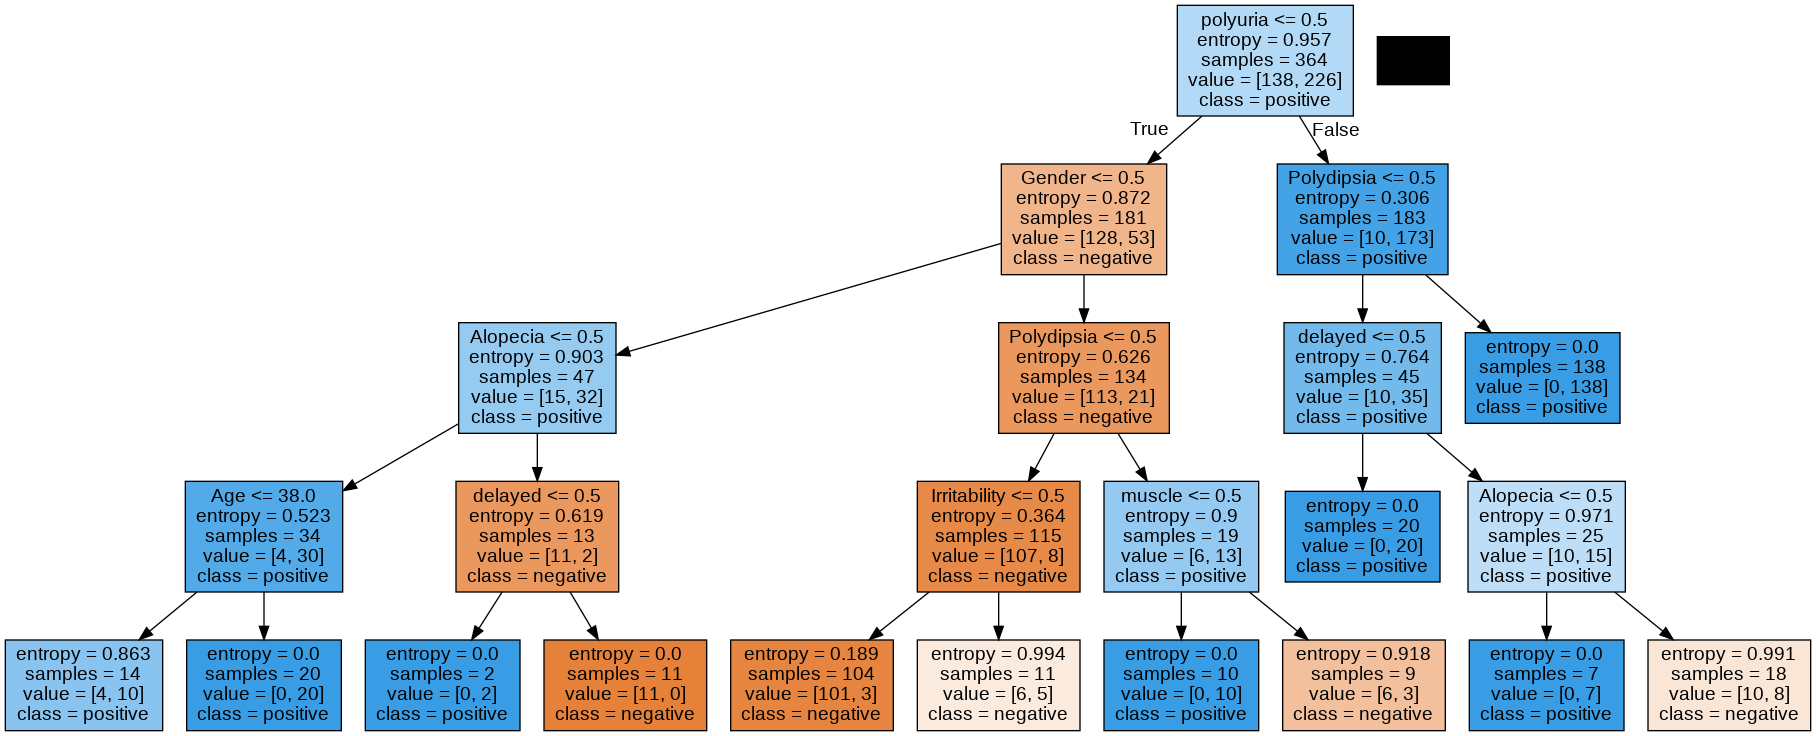 polyuria <= 0.5
entropy = 0.957
samples = 364
value = [138, 226]
class = positive
True
False
Gender <= 0.5
entropy = 0.872
samples = 181
value = [128, 53]
class = negative
Polydipsia <= 0.5
entropy = 0.306
samples = 183
value = [10, 173]
class = positive
Alopecia <= 0.5
entropy = 0.903
samples = 47
value = [15, 32]
class = positive
Polydipsia <= 0.5
entropy = 0.626
samples = 134
value = [113, 21]
class = negative
delayed <= 0.5
entropy = 0.764
samples = 45
value = [10, 35]
class = positive
entropy = 0.0
samples = 138
value = [0, 138]
class = positive
Age <= 38.0
entropy = 0.523
samples = 34
value = [4, 30]
class = positive
delayed <= 0.5
entropy = 0.619
samples = 13
value = [11, 2]
class = negative
Irritability <= 0.5
entropy = 0.364
samples = 115
value = [107, 8]
class = negative
muscle <= 0.5
entropy = 0.9
samples = 19
value = [6, 13]
class = positive
entropy = 0.0
samples = 20
value = [0, 20]
class = positive
Alopecia <= 0.5
entropy = 0.971
samples = 25
value = [10, 15]
class = positive
entropy = 0.863
samples = 14
value = [4, 10]
class = positive
entropy = 0.0
samples = 20
value = [0, 20]
class = positive
entropy = 0.0
samples = 2
value = [0, 2]
class = positive
entropy = 0.0
samples = 11
value = [11, 0]
class = negative
entropy = 0.189
samples = 104
value = [101, 3]
class = negative
entropy = 0.994
samples = 11
value = [6, 5]
class = negative
entropy = 0.0
samples = 10
value = [0, 10]
class = positive
entropy = 0.918
samples = 9
value = [6, 3]
class = negative
entropy = 0.0
samples = 7
value = [0, 7]
class = positive
entropy = 0.991
samples = 18
value = [10, 8]
class = negative